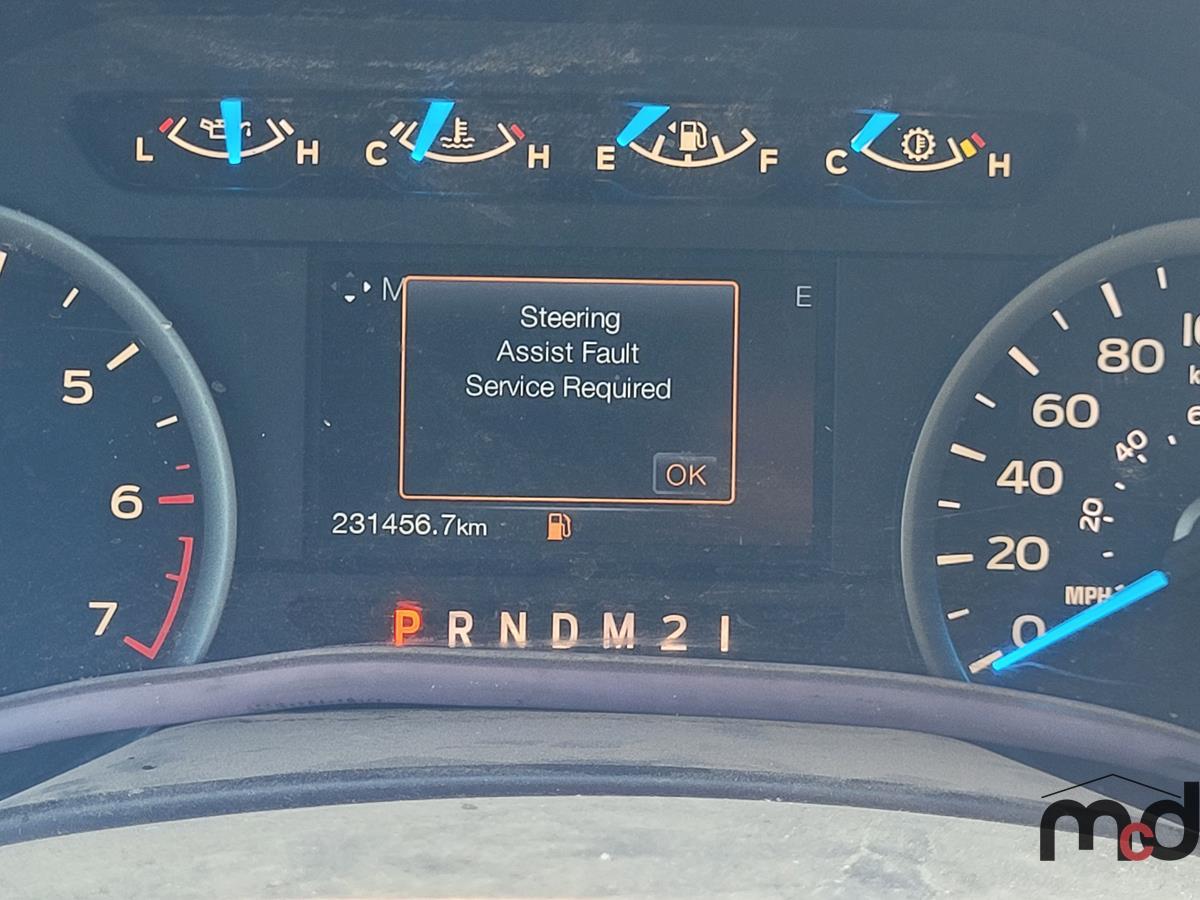 L H C H E F C H
M E
Steering
Assist Fault
Service Required
OK
231456.7km
P R N D M 2 1
5
6
7
80
60
40
20
0
40
20
MPH
mcd